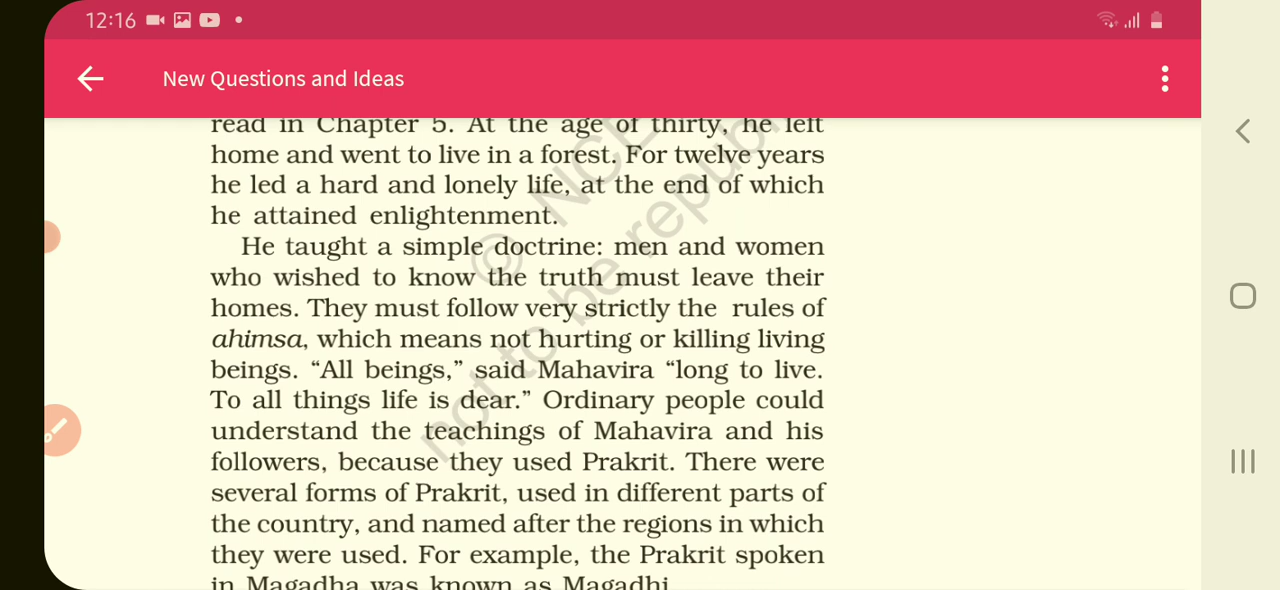 12:16
New Questions and Ideas
read in Chapter 5. At the age of thirty, he left
home and went to live in a forest. For twelve years
he led a hard and lonely life, at the end of which
he attained enlightenment.
He taught a simple doctrine: men and women
who wished to know the truth must leave their
homes. They must follow very strictly the rules of
ahimsa, which means not hurting or killing living
beings. “All beings,” said Mahavira “long to live.
To all things life is dear.” Ordinary people could
understand the teachings of Mahavira and his
followers, because they used Prakrit. There were
several forms of Prakrit, used in different parts of
the country, and named after the regions in which
they were used. For example, the Prakrit spoken
in Magadha was known as Magadhi.
© NCE
not to be republ